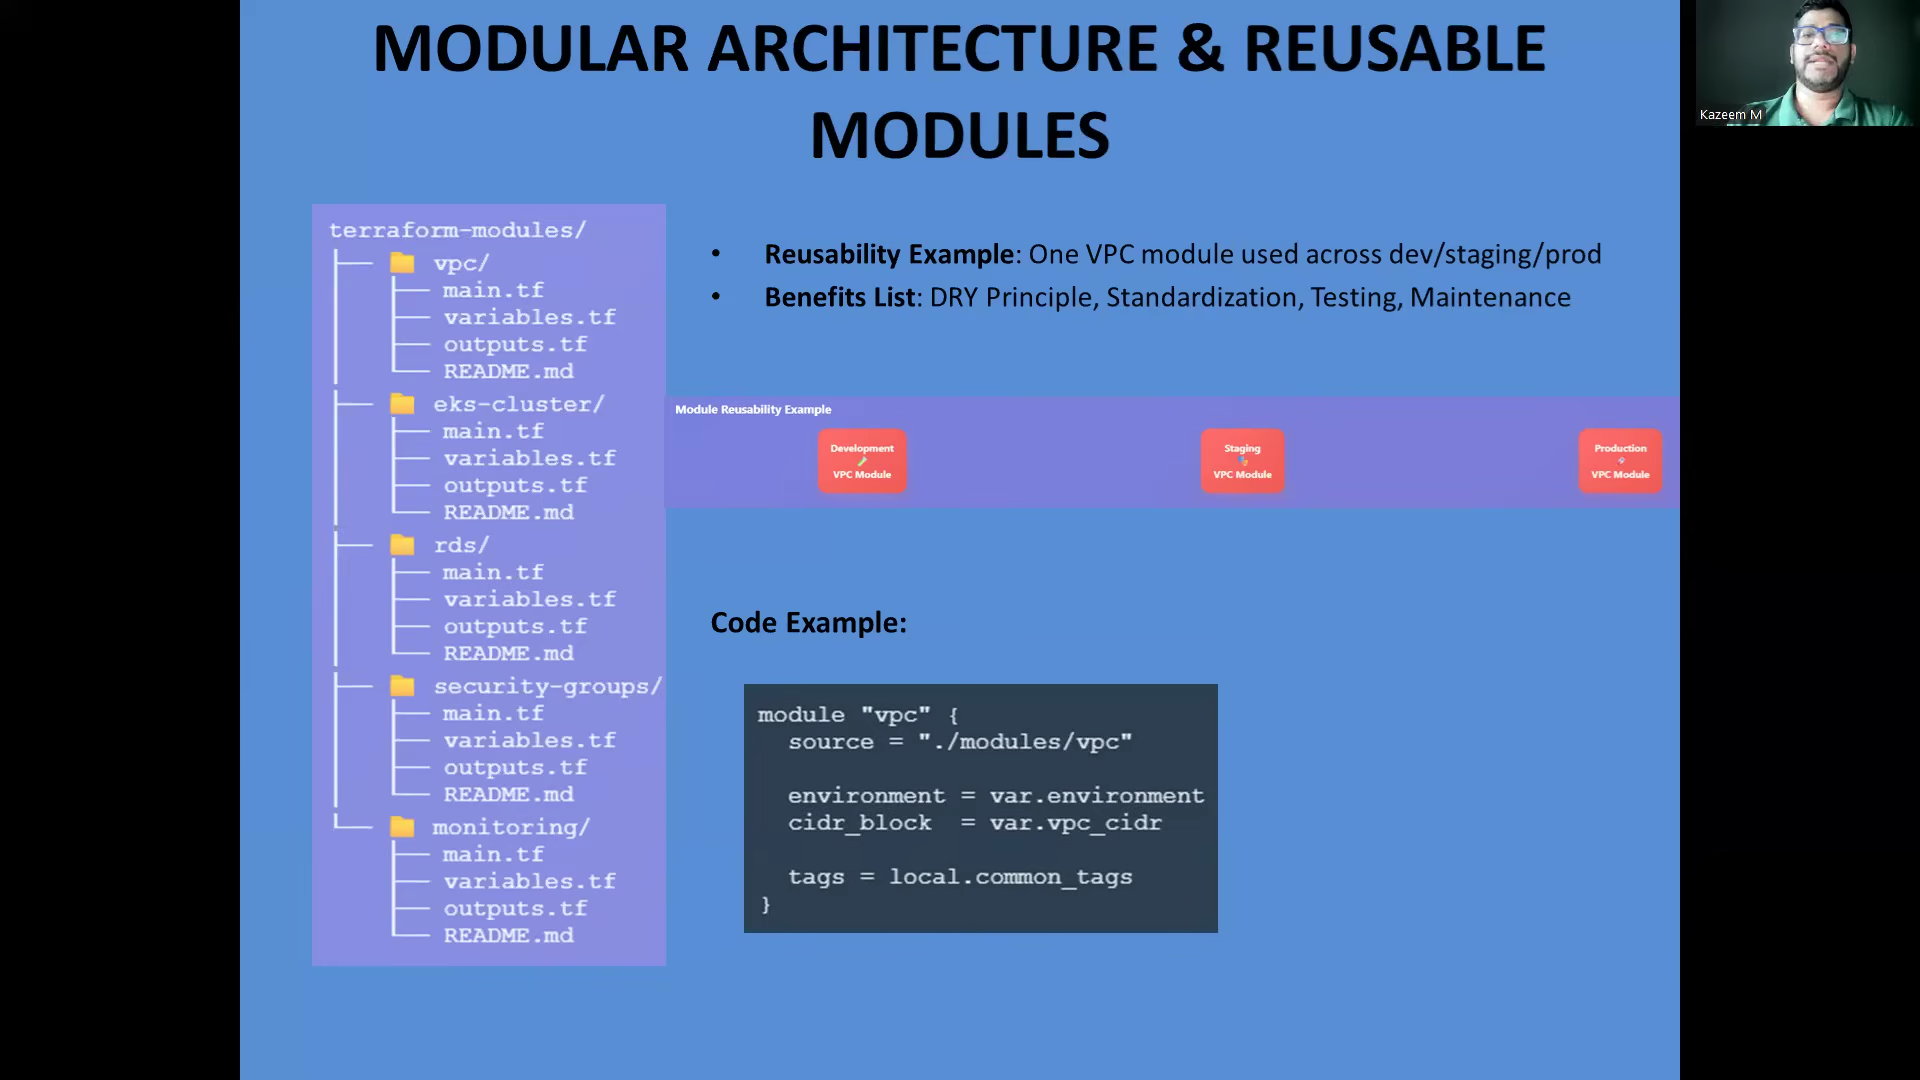 MODULAR ARCHITECTURE & REUSABLE
MODULES
Kazeem M
terraform-modules/
vpc/
main.tf
variables.tf
outputs.tf
README.md
eks-cluster/
main.tf
variables.tf
outputs.tf
README.md
rds/
main.tf
variables.tf
outputs.tf
README.md
security-groups/
main.tf
variables.tf
outputs.tf
README.md
monitoring/
main.tf
variables.tf
outputs.tf
README.md
• Reusability Example: One VPC module used across dev/staging/prod
• Benefits List: DRY Principle, Standardization, Testing, Maintenance
Module Reusability Example
Development
VPC Module
Staging
VPC Module
Production
VPC Module
Code Example:
module "vpc" {
source = "./modules/vpc"
environment = var.environment
cidr_block = var.vpc_cidr
tags = local.common_tags
}